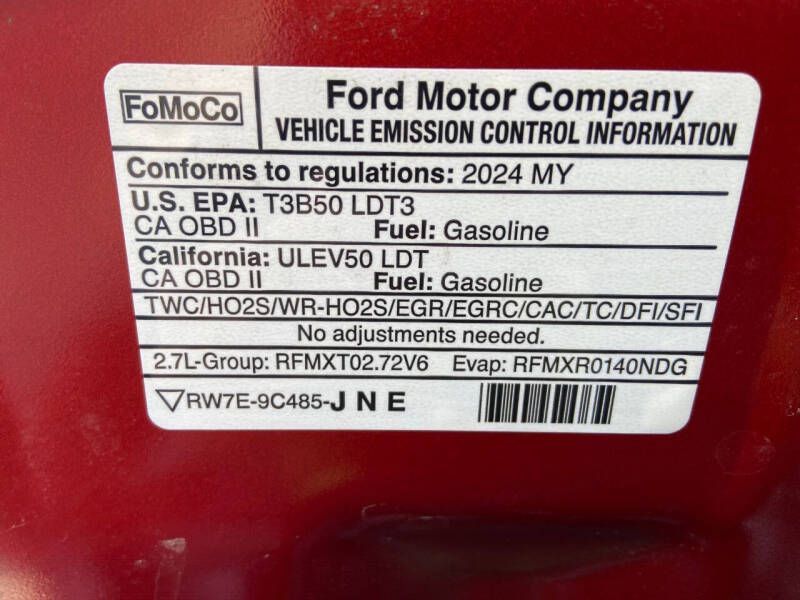 FoMoCo
Ford Motor Company
VEHICLE EMISSION CONTROL INFORMATION
Conforms to regulations: 2024 MY
U.S. EPA: T3B50 LDT3
CA OBD II Fuel: Gasoline
California: ULEV50 LDT
CA OBD II Fuel: Gasoline
TWC/HO2S/WR-HO2S/EGR/EGRC/CAC/TC/DFI/SFI
No adjustments needed.
2.7L-Group: RFMXT02.72V6 Evap: RFMXR0140NDG
RW7E-9C485-J N E